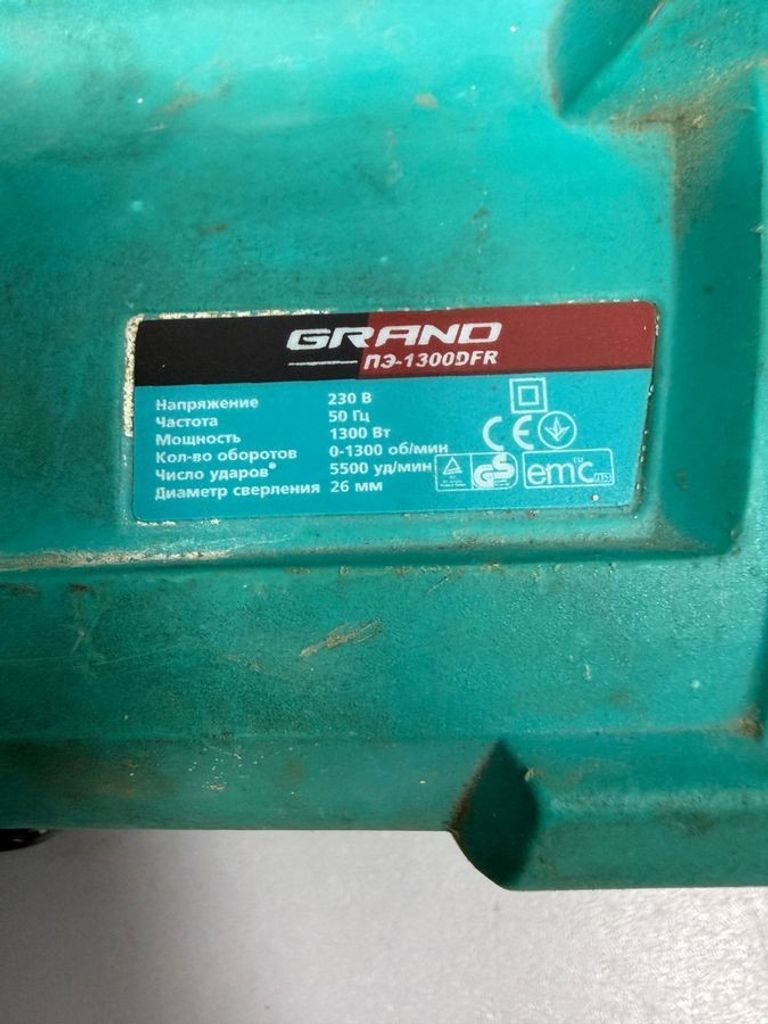 GRAND
ПЭ-1300DFR
Напряжение 230 В
Частота 50 Гц
Мощность 1300 Вт
Кол-во оборотов 0-1300 об/мин
Число ударов* 5500 уд/мин
Диаметр сверления 26 мм
CE
GS
emc